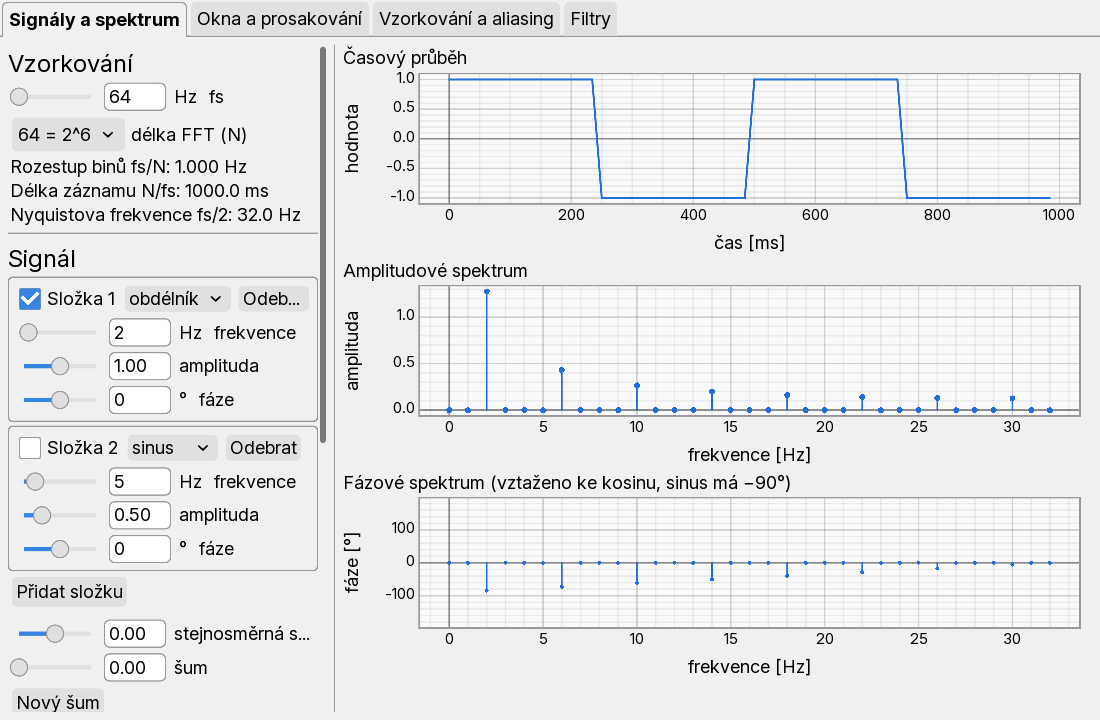 Signály a spektrum Okna a prosakování Vzorkování a aliasing Filtry
Vzorkování
64 Hz fs
64 = 2^6 délka FFT (N)
Rozestup binů fs/N: 1.000 Hz
Délka záznamu N/fs: 1000.0 ms
Nyquistova frekvence fs/2: 32.0 Hz
Signál
Složka 1 obdélník Odeb...
2 Hz frekvence
1.00 amplituda
0 ° fáze
Složka 2 sinus Odebrat
5 Hz frekvence
0.50 amplituda
0 ° fáze
Přidat složku
0.00 stejnosměrná s...
0.00 šum
Nový šum
Časový průběh
hodnota
1.0
0.5
0.0
-0.5
-1.0
0 200 400 600 800 1000
čas [ms]
Amplitudové spektrum
amplituda
1.0
0.5
0.0
0 5 10 15 20 25 30
frekvence [Hz]
Fázové spektrum (vztaženo ke kosinu, sinus má −90°)
fáze [°]
100
0
-100
0 5 10 15 20 25 30
frekvence [Hz]